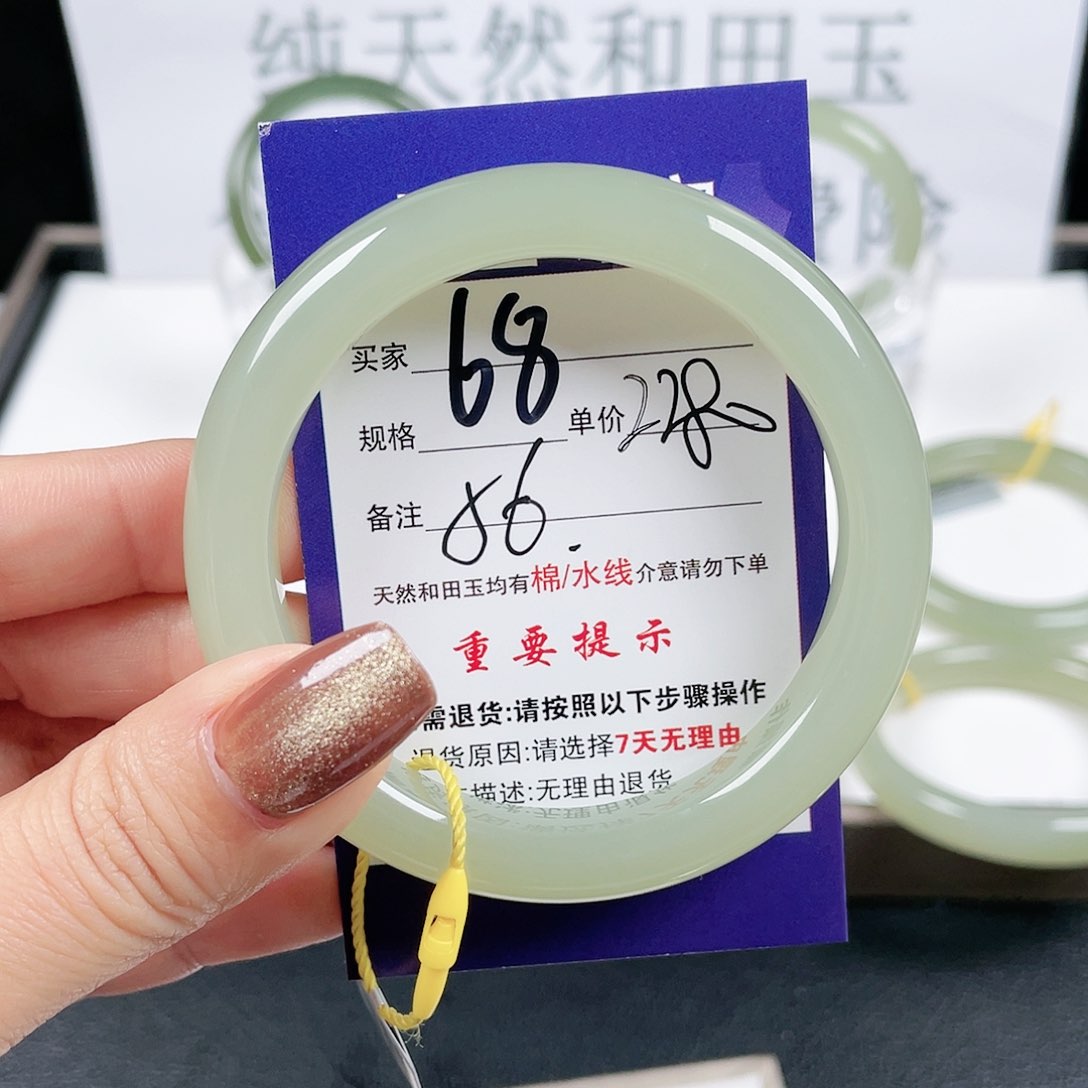 纯天然和田玉
买家 68
规格 单价 2280
备注 56.
天然和田玉均有棉/水线介意请勿下单
重要提示
需退货:请按照以下步骤操作
退货原因:请选择7天无理由
描述:无理由退货